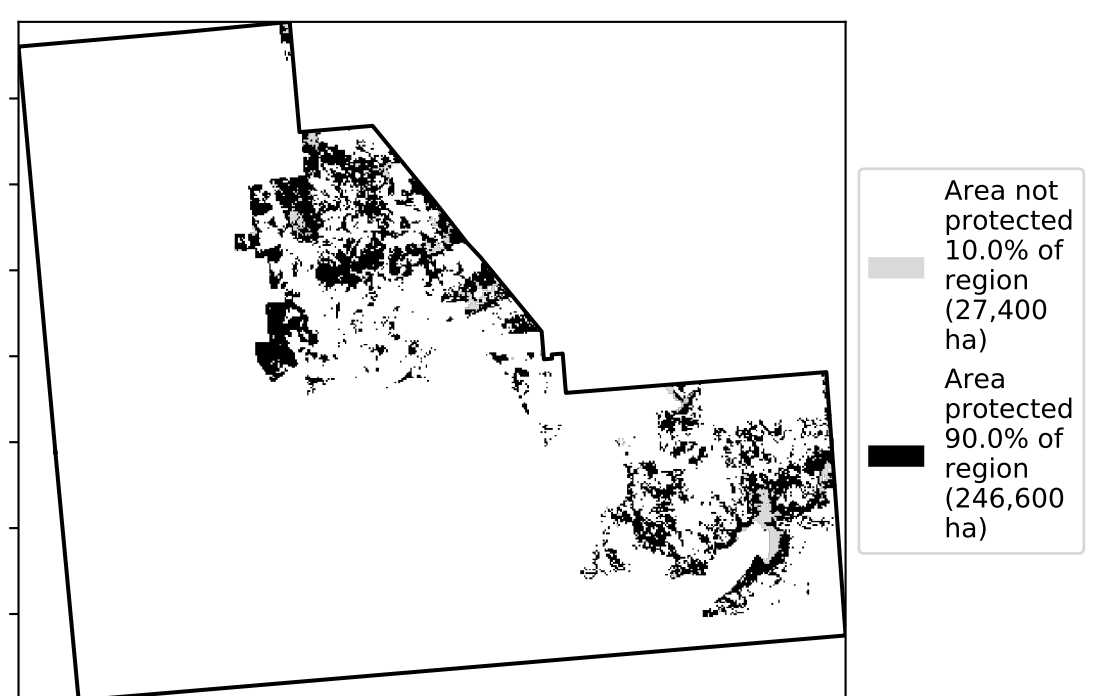 Area not
protected
10.0% of
region
(27,400
ha)
Area
protected
90.0% of
region
(246,600
ha)